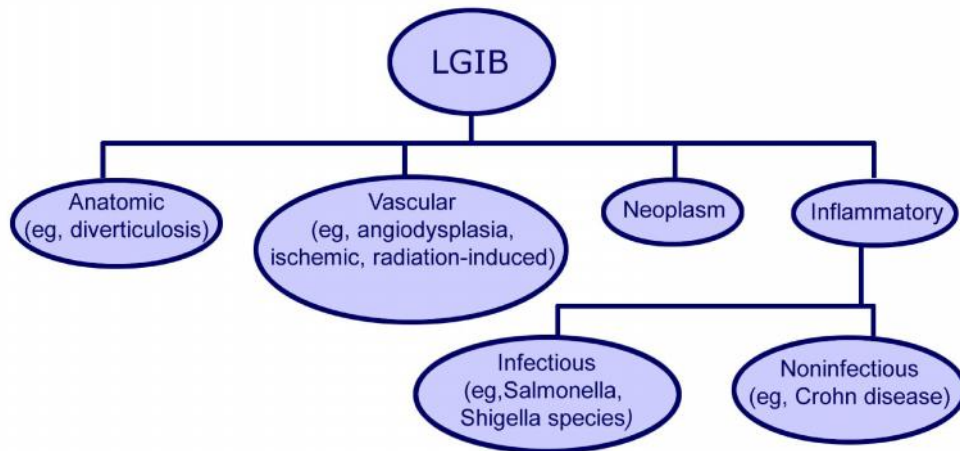 LGIB
Anatomic
(eg, diverticulosis)
Vascular
(eg, angiodysplasia,
ischemic, radiation-induced)
Neoplasm
Inflammatory
Infectious
(eg,Salmonella,
Shigella species)
Noninfectious
(eg, Crohn disease)